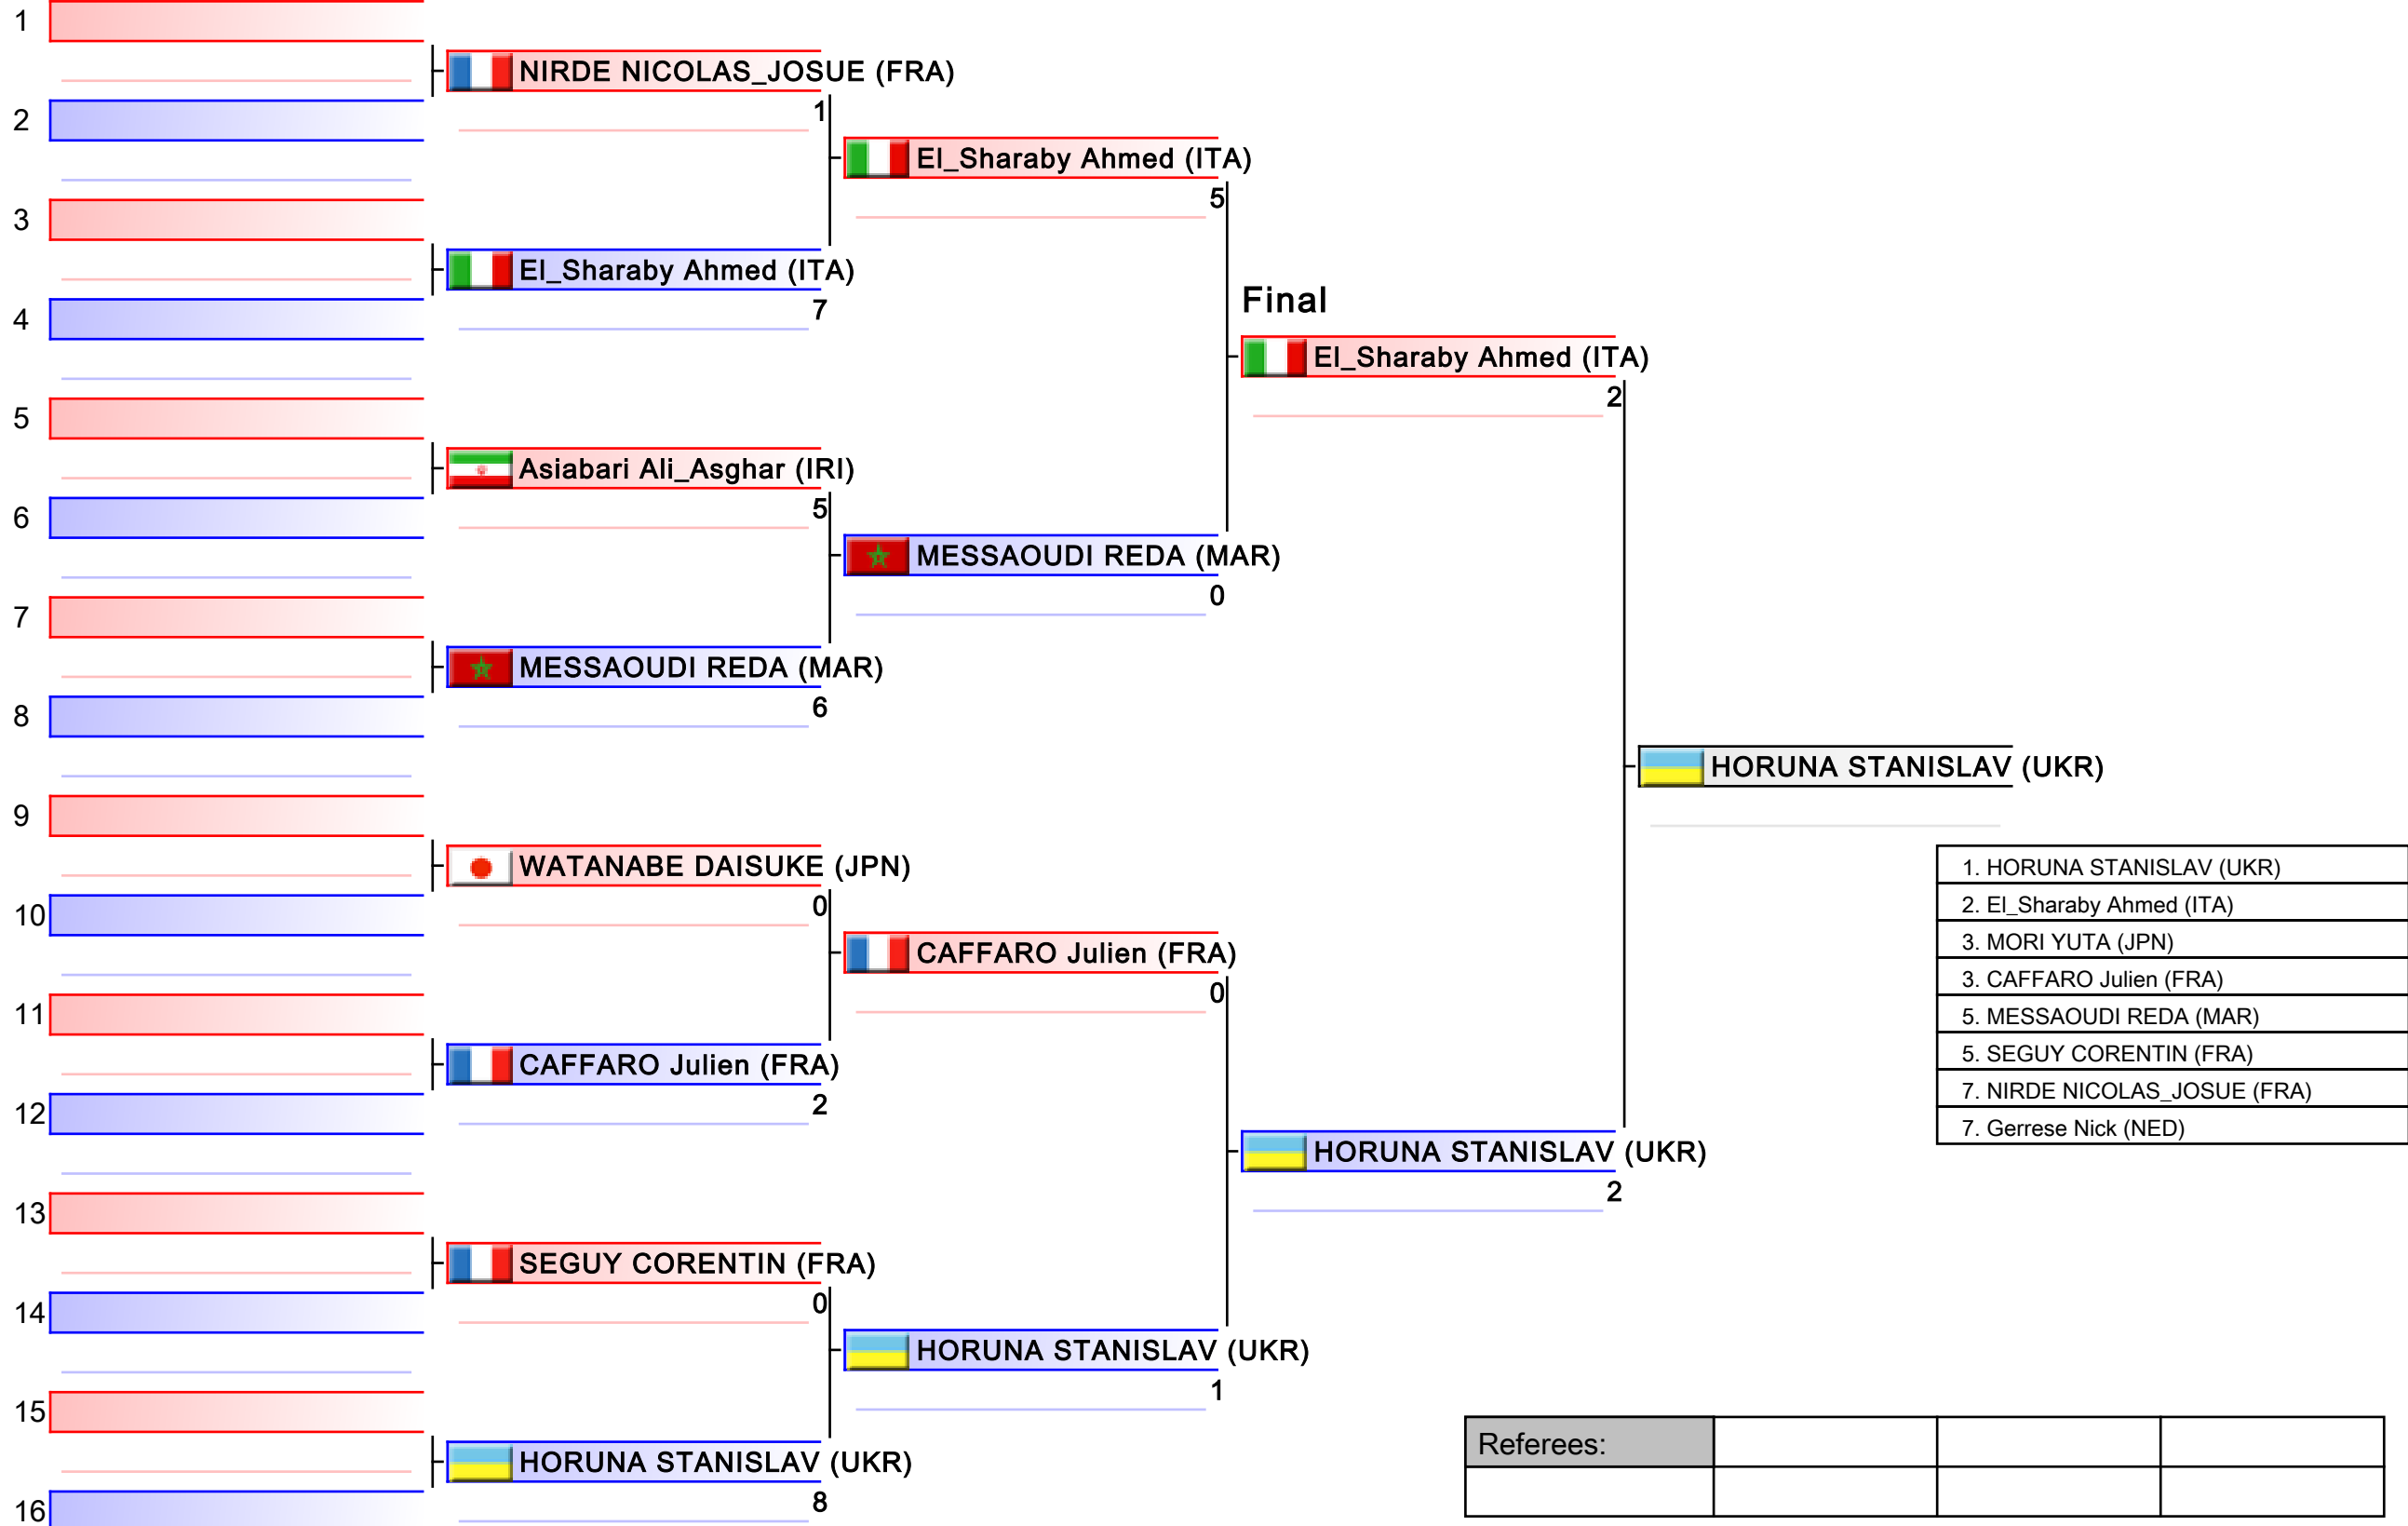 1
NIRDE NICOLAS_JOSUE (FRA)
1
2
El_Sharaby Ahmed (ITA)
5
3
El_Sharaby Ahmed (ITA)
7
4
Final
El_Sharaby Ahmed (ITA)
2
5
Asiabari Ali_Asghar (IRI)
5
6
MESSAOUDI REDA (MAR)
0
7
MESSAOUDI REDA (MAR)
6
8
HORUNA STANISLAV (UKR)
9
WATANABE DAISUKE (JPN)
0
10
CAFFARO Julien (FRA)
0
11
CAFFARO Julien (FRA)
2
12
HORUNA STANISLAV (UKR)
2
13
SEGUY CORENTIN (FRA)
0
14
HORUNA STANISLAV (UKR)
1
15
HORUNA STANISLAV (UKR)
8
16
1. HORUNA STANISLAV (UKR)
2. El_Sharaby Ahmed (ITA)
3. MORI YUTA (JPN)
3. CAFFARO Julien (FRA)
5. MESSAOUDI REDA (MAR)
5. SEGUY CORENTIN (FRA)
7. NIRDE NICOLAS_JOSUE (FRA)
7. Gerrese Nick (NED)
Referees: